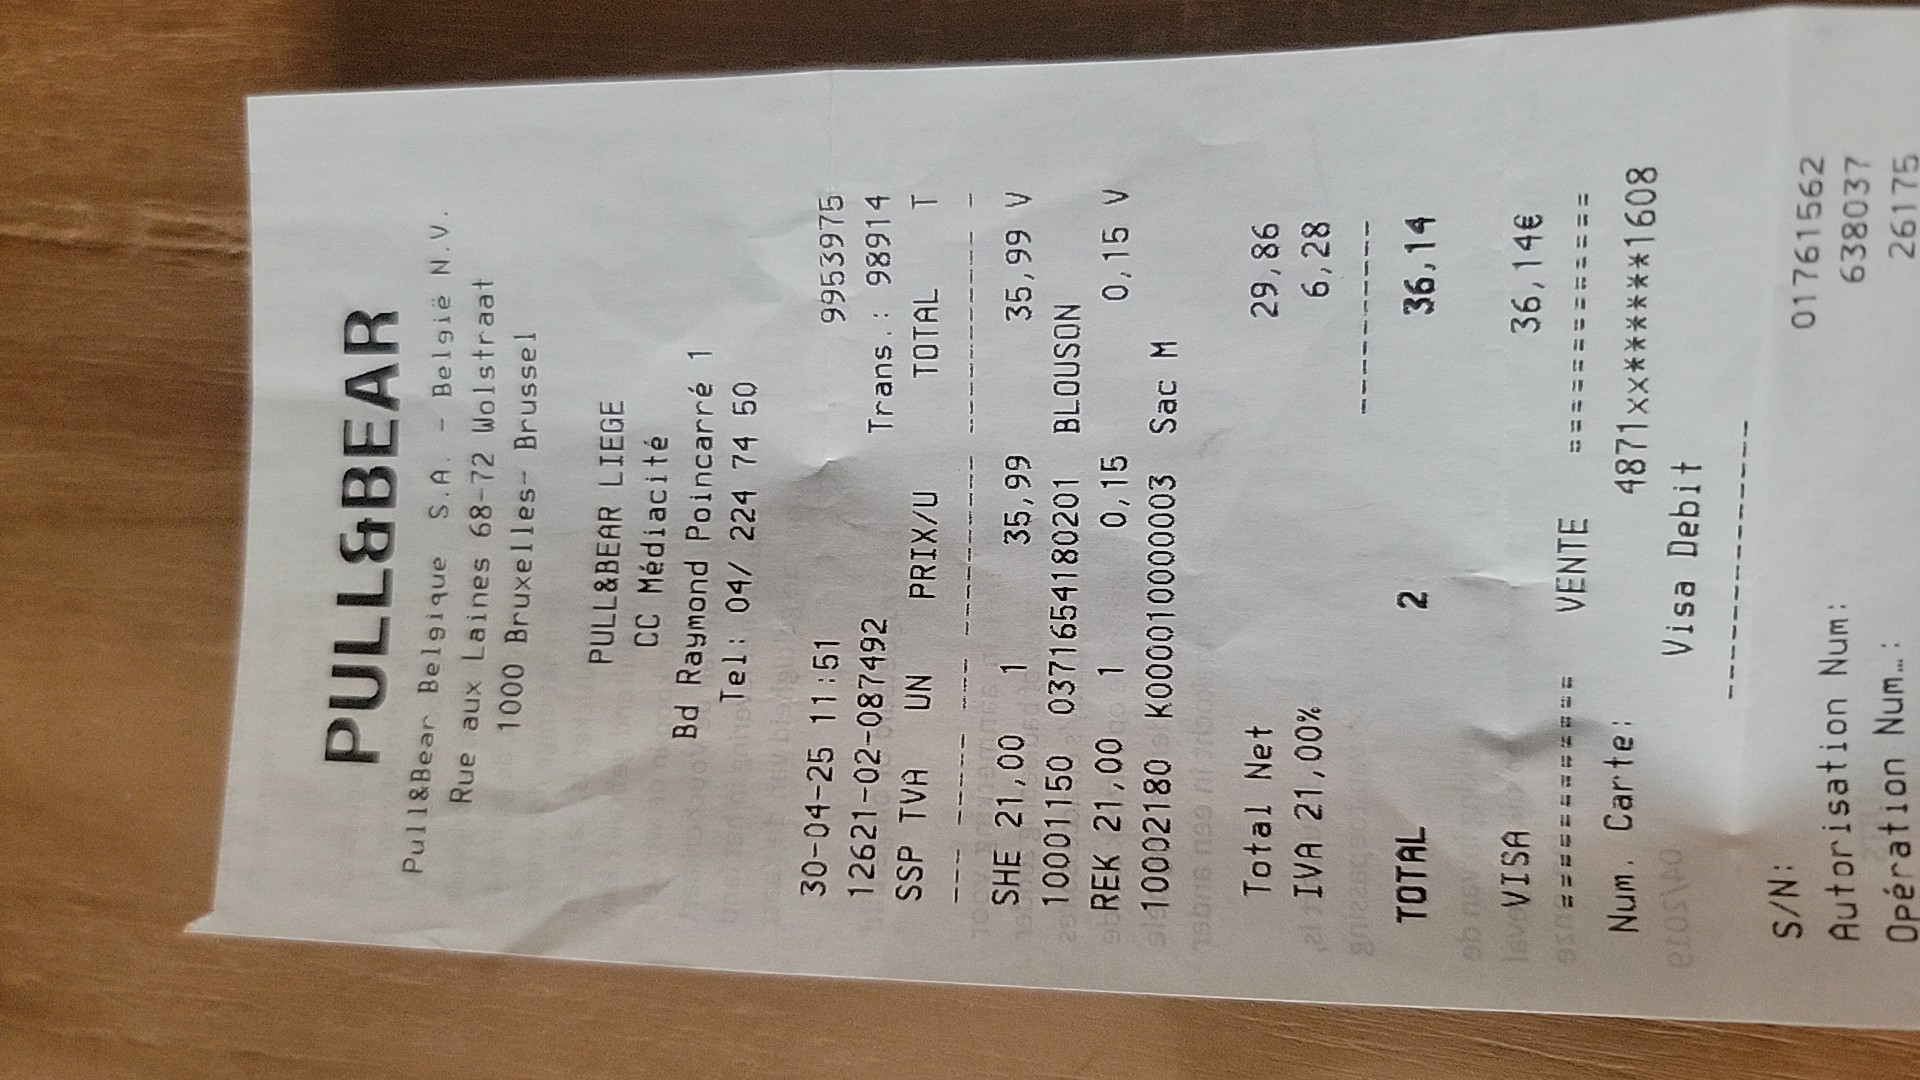 PULL&BEAR
Pull&Bear Belgique S.A. - België N.V.
Rue aux Laines 68-72 Wolstraat
1000 Bruxelles- Brussel
PULL&BEAR LIEGE
CC Médiacité
Bd Raymond Poincarré 1
Tel: 04/ 224 74 50
30-04-25 11:51 9953975
12621-02-087492 Trans.: 98914
SSP TVA UN PRIX/U TOTAL T
--- ----- ---- ------------ ------------ -
SHE 21,00 1 35,99 35,99 V
10001150 0371654180201 BLOUSON
REK 21,00 1 0,15 0,15 V
10002180 K000010000003 Sac M
Total Net 29,86
IVA 21,00% 6,28
------------
TOTAL 2 36,14
VISA 36,14€
============ VENTE ============
Num. Carte: 4871xx******1608
Visa Debit
-----------------
S/N: 01761562
Autorisation Num: 638037
Opération Num…: 261175